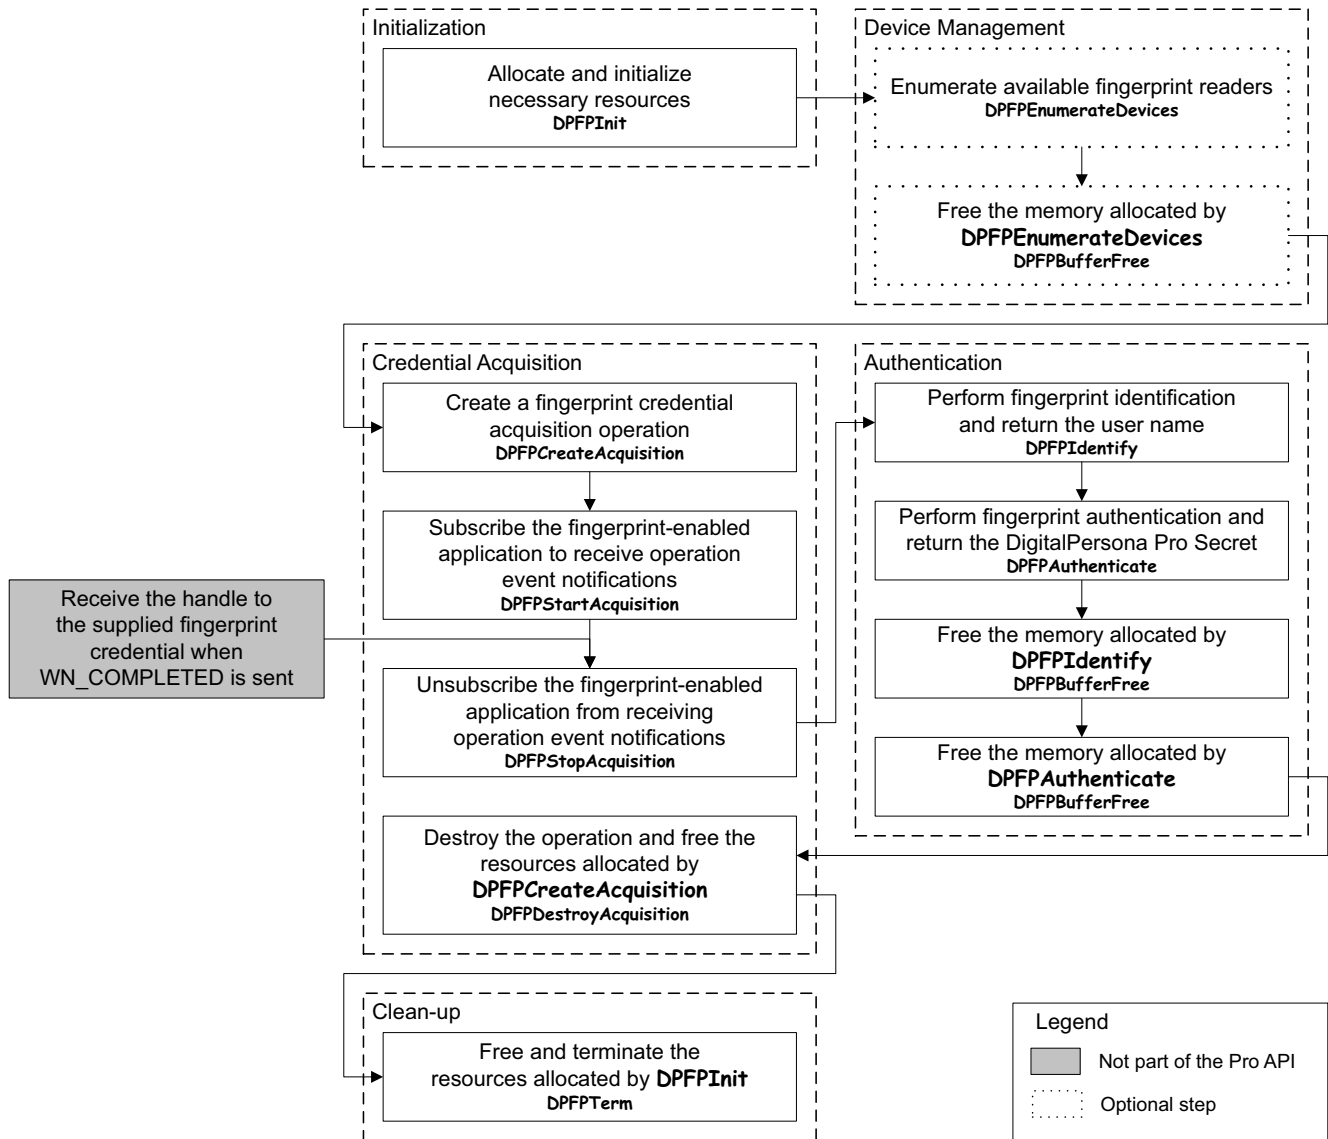 Initialization
Allocate and initialize
necessary resources
DPFPInit
Device Management
Enumerate available fingerprint readers
DPFPEnumerateDevices
Free the memory allocated by
DPFPEnumerateDevices
DPFPBufferFree
Credential Acquisition
Create a fingerprint credential
acquisition operation
DPFPCreateAcquisition
Subscribe the fingerprint-enabled
application to receive operation
event notifications
DPFPStartAcquisition
Receive the handle to
the supplied fingerprint
credential when
WN_COMPLETED is sent
Unsubscribe the fingerprint-enabled
application from receiving
operation event notifications
DPFPStopAcquisition
Destroy the operation and free the
resources allocated by
DPFPCreateAcquisition
DPFPDestroyAcquisition
Authentication
Perform fingerprint identification
and return the user name
DPFPIdentify
Perform fingerprint authentication and
return the DigitalPersona Pro Secret
DPFPAuthenticate
Free the memory allocated by
DPFPIdentify
DPFPBufferFree
Free the memory allocated by
DPFPAuthenticate
DPFPBufferFree
Clean-up
Free and terminate the
resources allocated by DPFPInit
DPFPTerm
Legend
Not part of the Pro API
Optional step